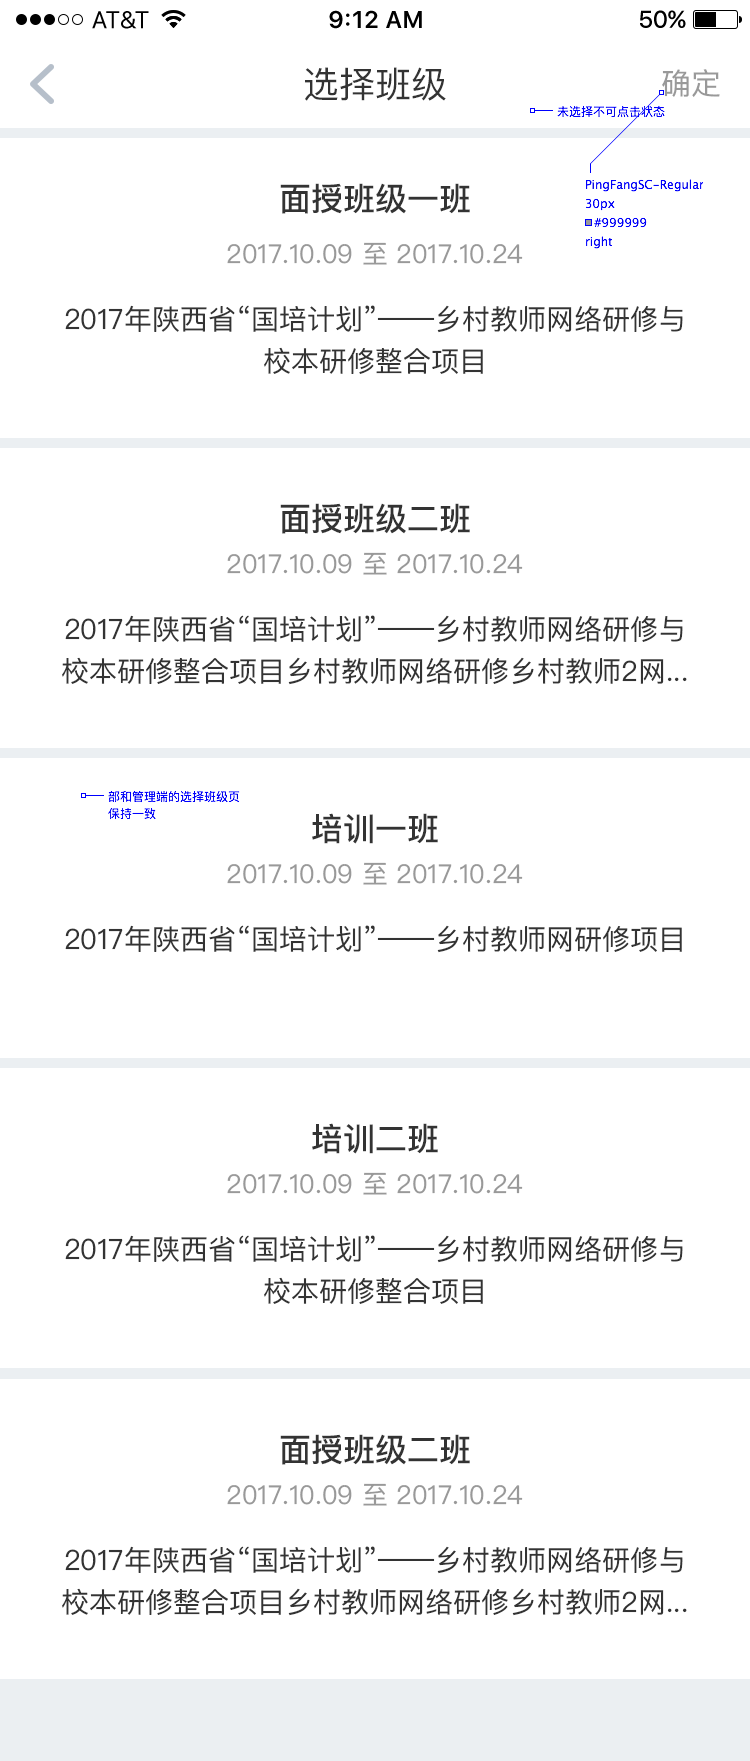 AT&T 9:12 AM 50%
选择班级 确定
未选择不可点击状态
PingFangSC-Regular
30px
#999999
right
面授班级一班
2017.10.09 至 2017.10.24
2017年陕西省“国培计划”——乡村教师网络研修与
校本研修整合项目
面授班级二班
2017.10.09 至 2017.10.24
2017年陕西省“国培计划”——乡村教师网络研修与
校本研修整合项目乡村教师网络研修乡村教师2网...
部和管理端的选择班级页
保持一致
培训一班
2017.10.09 至 2017.10.24
2017年陕西省“国培计划”——乡村教师网研修项目
培训二班
2017.10.09 至 2017.10.24
2017年陕西省“国培计划”——乡村教师网络研修与
校本研修整合项目
面授班级二班
2017.10.09 至 2017.10.24
2017年陕西省“国培计划”——乡村教师网络研修与
校本研修整合项目乡村教师网络研修乡村教师2网...